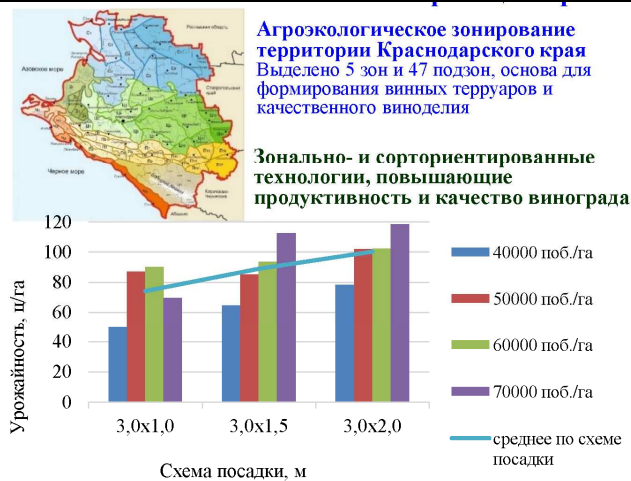 Агроэкологическое зонирование
территории Краснодарского края
Выделено 5 зон и 47 подзон, основа для
формирования винных терруаров и
качественного виноделия
Азовское море
Черное море
Зонально- и сорториентированные
технологии, повышающие
продуктивность и качество винограда
Урожайность, ц/га
120
100
80
60
40
20
0
3,0х1,0
3,0х1,5
3,0х2,0
Схема посадки, м
40000 поб./га
50000 поб./га
60000 поб./га
70000 поб./га
среднее по схеме
посадки